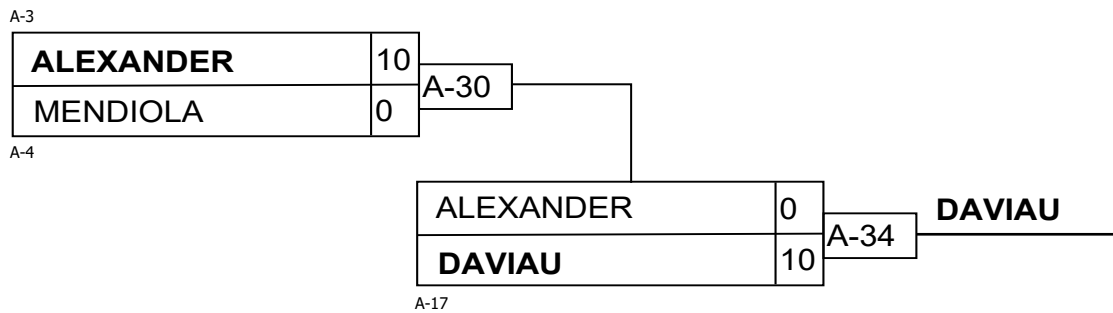 A-3
ALEXANDER 10
A-30
MENDIOLA 0
A-4
ALEXANDER 0
DAVIAU
A-34
DAVIAU 10
A-17